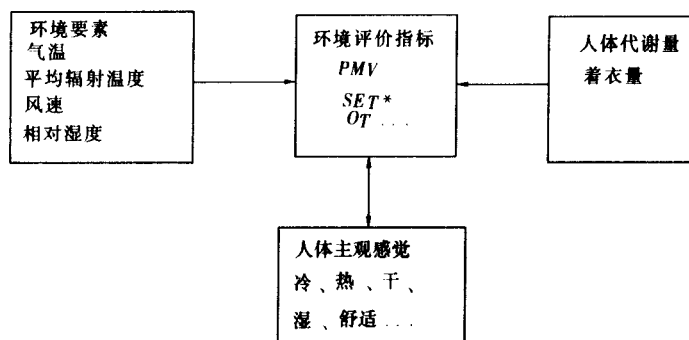 环境要素
气温
平均辐射温度
风速
相对湿度
环境评价指标
PMV
SET*
OT ...
人体代谢量
着衣量
人体主观感觉
冷、热、干、
湿、舒适...